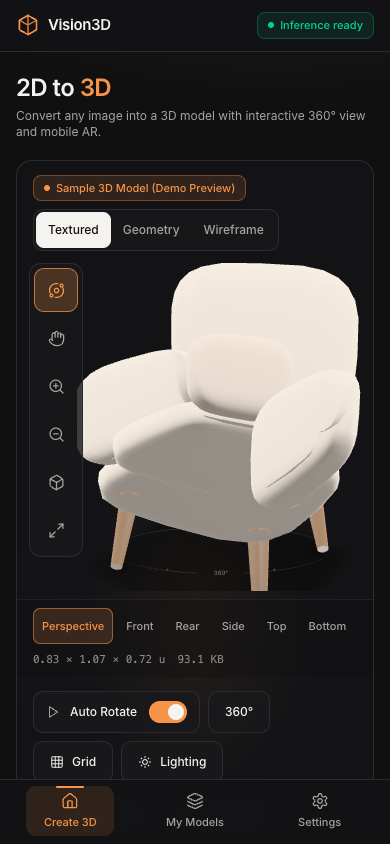 Vision3D
Inference ready
2D to 3D
Convert any image into a 3D model with interactive 360° view
and mobile AR.
Sample 3D Model (Demo Preview)
Textured Geometry Wireframe
360°
Perspective Front Rear Side Top Bottom
0.83 × 1.07 × 0.72 u 93.1 KB
Auto Rotate 360°
Grid Lighting
Create 3D My Models Settings